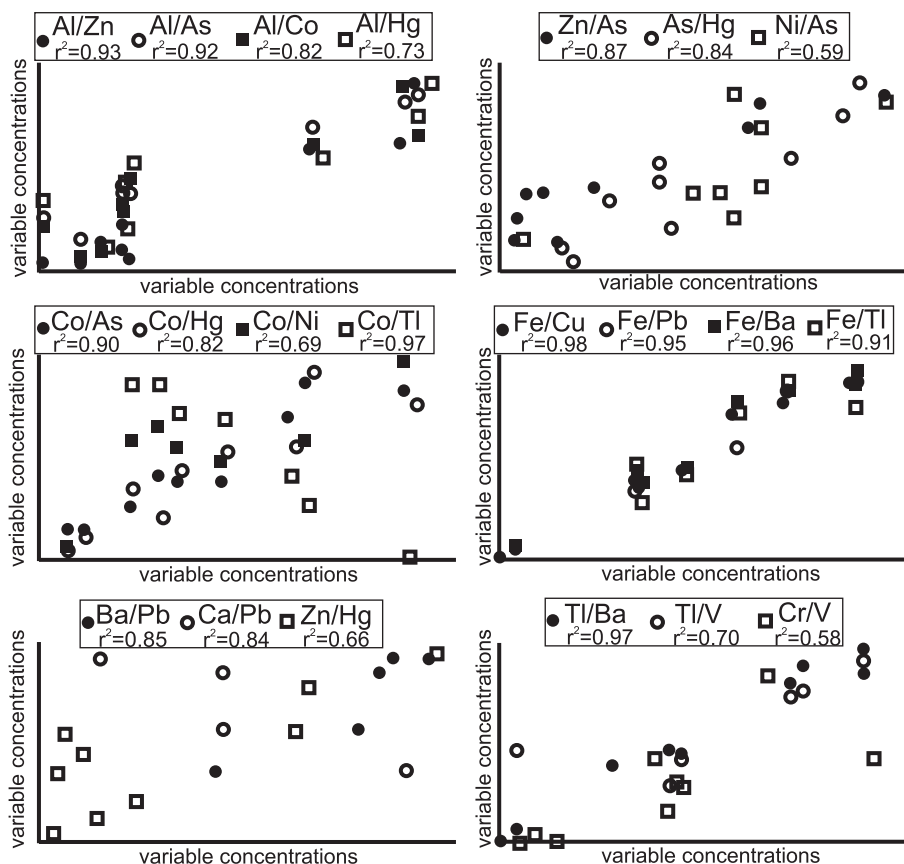 Al/Zn Al/As Al/Co Al/Hg
r²=0.93 r²=0.92 r²=0.82 r²=0.73
variable concentrations
variable concentrations
Zn/As As/Hg Ni/As
r²=0.87 r²=0.84 r²=0.59
variable concentrations
variable concentrations
Co/As Co/Hg Co/Ni Co/Tl
r²=0.90 r²=0.82 r²=0.69 r²=0.97
variable concentrations
variable concentrations
Fe/Cu Fe/Pb Fe/Ba Fe/Tl
r²=0.98 r²=0.95 r²=0.96 r²=0.91
variable concentrations
variable concentrations
Ba/Pb Ca/Pb Zn/Hg
r²=0.85 r²=0.84 r²=0.66
variable concentrations
variable concentrations
Tl/Ba Tl/V Cr/V
r²=0.97 r²=0.70 r²=0.58
variable concentrations
variable concentrations